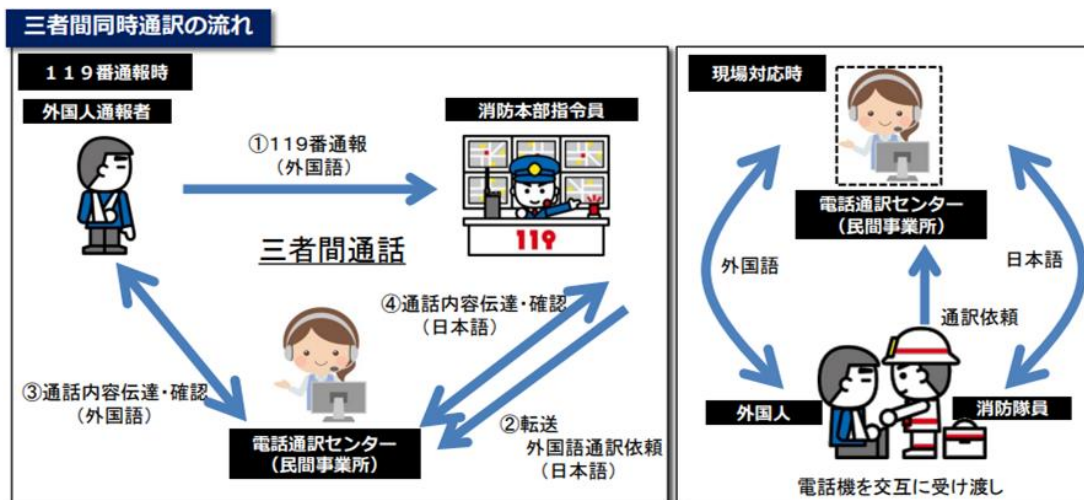 三者間同時通訳の流れ
119番通報時
外国人通報者
消防本部指令員
①119番通報
(外国語)
119
三者間通話
④通話内容伝達・確認
(日本語)
③通話内容伝達・確認
(外国語)
②転送
外国語通訳依頼
(日本語)
電話通訳センター
(民間事業所)
現場対応時
電話通訳センター
(民間事業所)
外国語
日本語
通訳依頼
外国人
消防隊員
電話機を交互に受け渡し